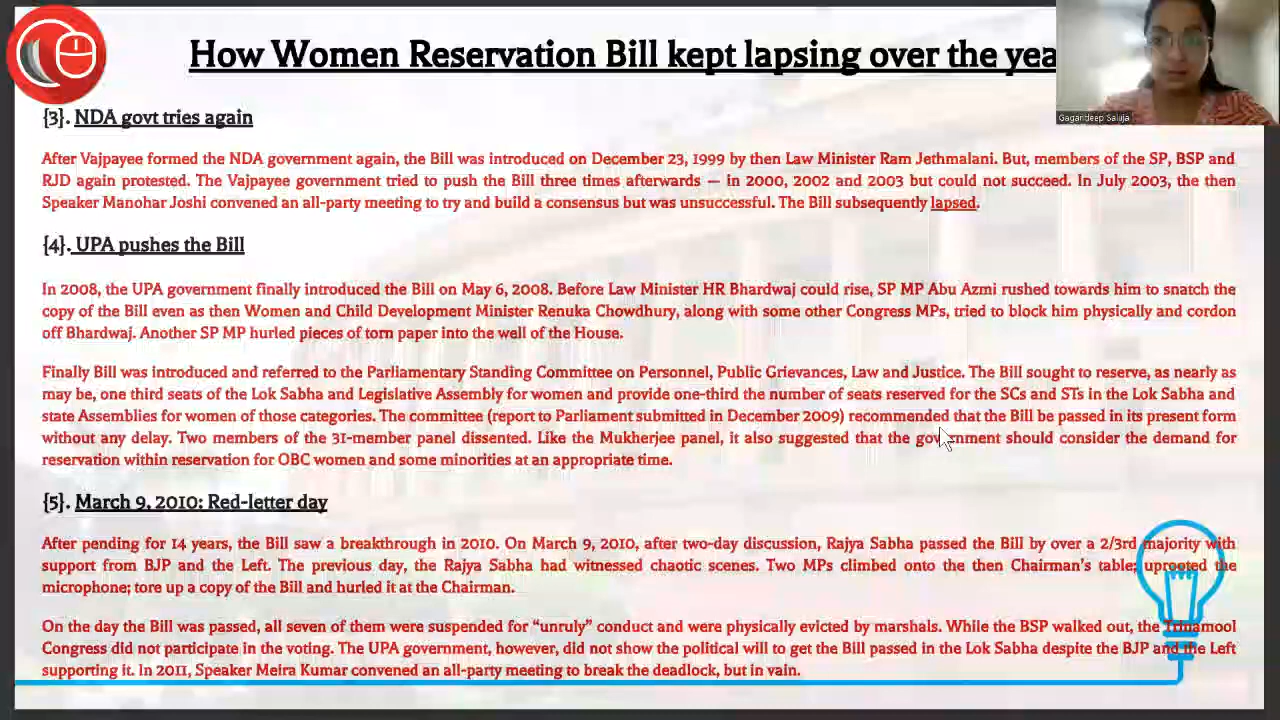 How Women Reservation Bill kept lapsing over the yea
Gagandeep Saluja
{3}. NDA govt tries again
After Vajpayee formed the NDA government again, the Bill was introduced on December 23, 1999 by then Law Minister Ram Jethmalani. But, members of the SP, BSP and
RJD again protested. The Vajpayee government tried to push the Bill three times afterwards — in 2000, 2002 and 2003 but could not succeed. In July 2003, the then
Speaker Manohar Joshi convened an all-party meeting to try and build a consensus but was unsuccessful. The Bill subsequently lapsed.
{4}. UPA pushes the Bill
In 2008, the UPA government finally introduced the Bill on May 6, 2008. Before Law Minister HR Bhardwaj could rise, SP MP Abu Azmi rushed towards him to snatch the
copy of the Bill even as then Women and Child Development Minister Renuka Chowdhury, along with some other Congress MPs, tried to block him physically and cordon
off Bhardwaj. Another SP MP hurled pieces of torn paper into the well of the House.
Finally Bill was introduced and referred to the Parliamentary Standing Committee on Personnel, Public Grievances, Law and Justice. The Bill sought to reserve, as nearly as
may be, one third seats of the Lok Sabha and Legislative Assembly for women and provide one-third the number of seats reserved for the SCs and STs in the Lok Sabha and
state Assemblies for women of those categories. The committee (report to Parliament submitted in December 2009) recommended that the Bill be passed in its present form
without any delay. Two members of the 31-member panel dissented. Like the Mukherjee panel, it also suggested that the government should consider the demand for
reservation within reservation for OBC women and some minorities at an appropriate time.
{5}. March 9, 2010: Red-letter day
After pending for 14 years, the Bill saw a breakthrough in 2010. On March 9, 2010, after two-day discussion, Rajya Sabha passed the Bill by over a 2/3rd majority with
support from BJP and the Left. The previous day, the Rajya Sabha had witnessed chaotic scenes. Two MPs climbed onto the then Chairman's table; uprooted the
microphone; tore up a copy of the Bill and hurled it at the Chairman.
On the day the Bill was passed, all seven of them were suspended for “unruly” conduct and were physically evicted by marshals. While the BSP walked out, the Trinamool
Congress did not participate in the voting. The UPA government, however, did not show the political will to get the Bill passed in the Lok Sabha despite the BJP and the Left
supporting it. In 2011, Speaker Meira Kumar convened an all-party meeting to break the deadlock, but in vain.